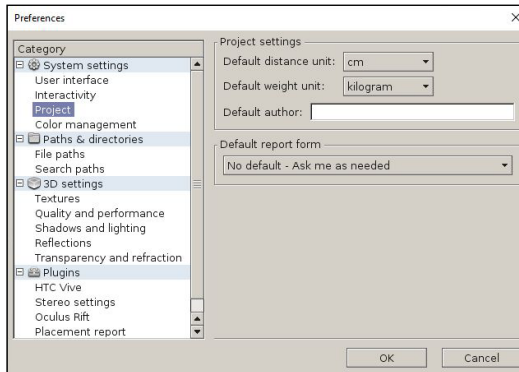 Preferences
Category
System settings
User interface
Interactivity
Project
Color management
Paths & directories
File paths
Search paths
3D settings
Textures
Quality and performance
Shadows and lighting
Reflections
Transparency and refraction
Plugins
HTC Vive
Stereo settings
Oculus Rift
Placement report
Project settings
Default distance unit: cm
Default weight unit: kilogram
Default author:
Default report form
No default - Ask me as needed
OK Cancel